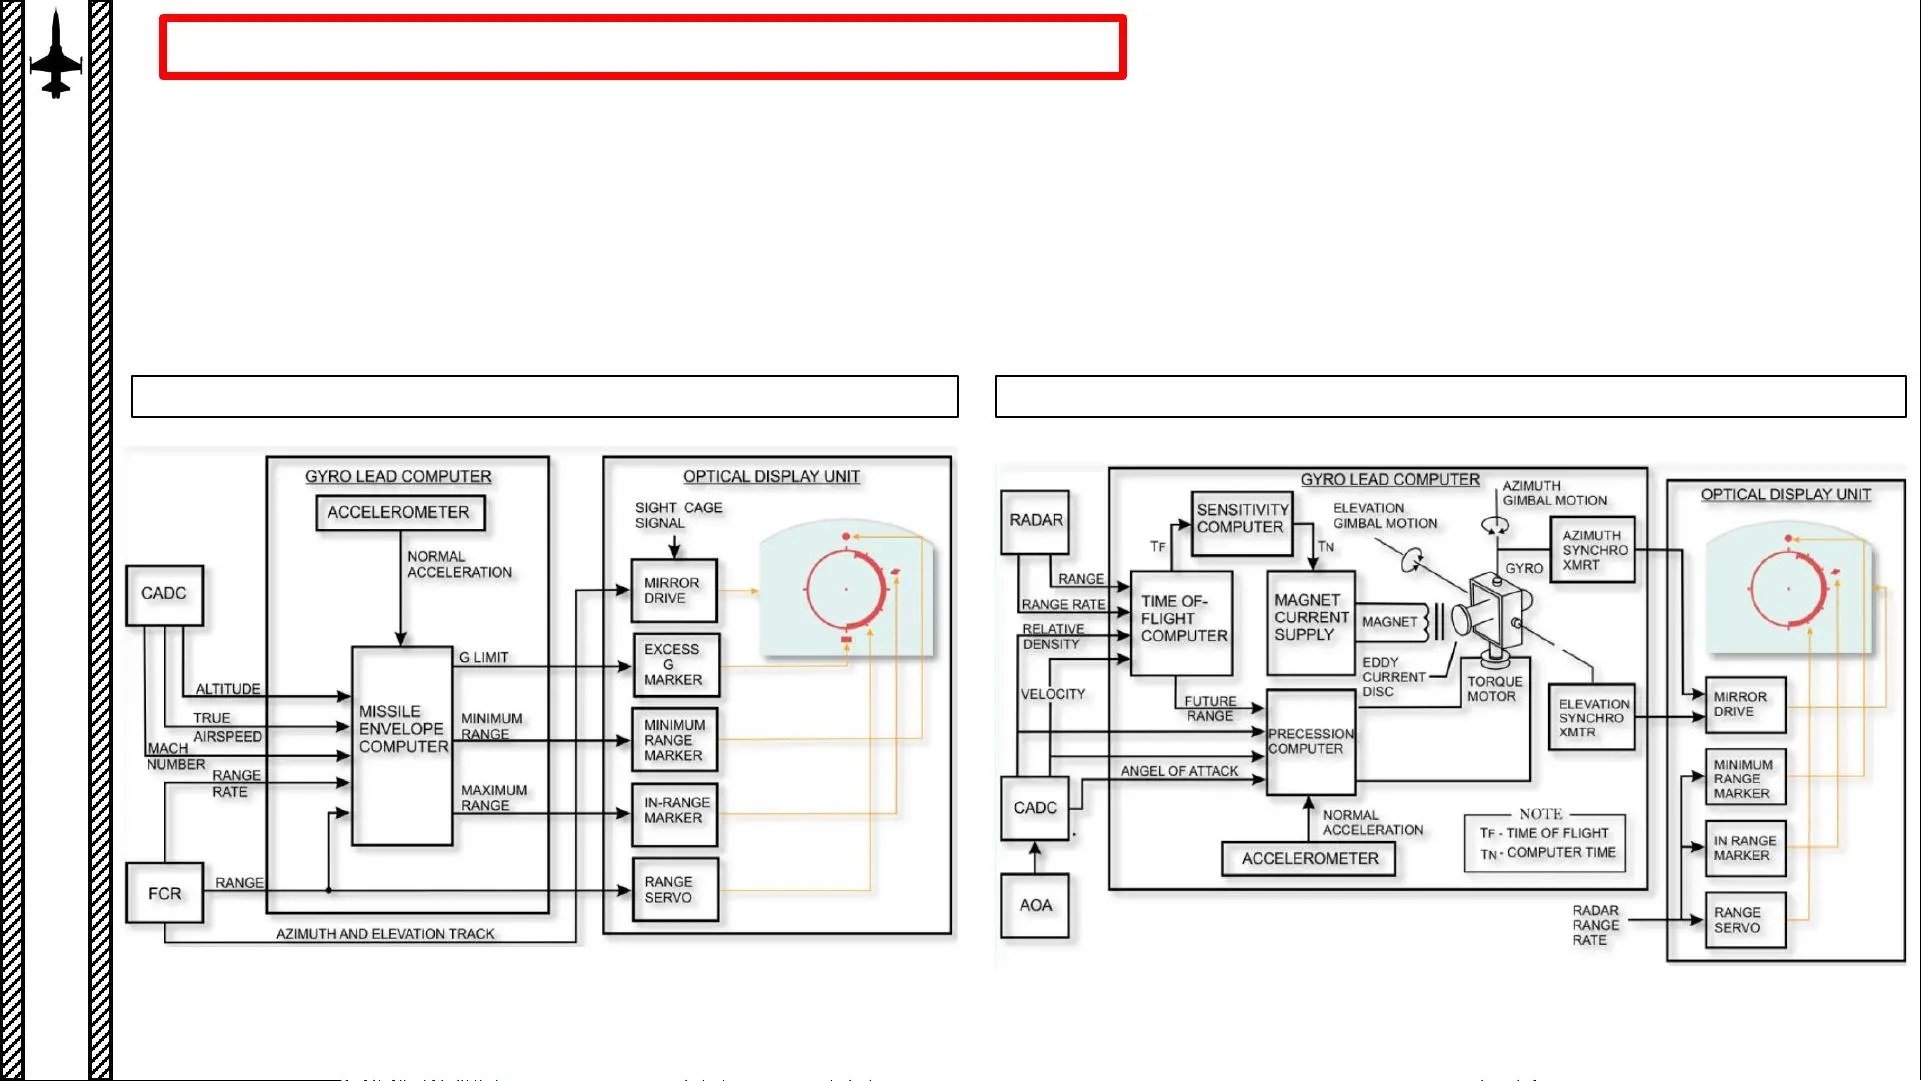 GYRO LEAD COMPUTER
ACCELEROMETER
NORMAL
ACCELERATION
CADC
ALTITUDE
TRUE
AIRSPEED
MACH
NUMBER
RANGE
RATE
MISSILE
ENVELOPE
COMPUTER
G LIMIT
MINIMUM
RANGE
MAXIMUM
RANGE
FCR
RANGE
AZIMUTH AND ELEVATION TRACK
OPTICAL DISPLAY UNIT
SIGHT CAGE
SIGNAL
MIRROR
DRIVE
EXCESS
G
MARKER
MINIMUM
RANGE
MARKER
IN-RANGE
MARKER
RANGE
SERVO
GYRO LEAD COMPUTER
RADAR
SENSITIVITY
COMPUTER
ELEVATION
GIMBAL MOTION
AZIMUTH
GIMBAL MOTION
AZIMUTH
SYNCHRO
XMRT
TF
TN
GYRO
RANGE
RANGE RATE
RELATIVE
DENSITY
VELOCITY
TIME OF-
FLIGHT
COMPUTER
MAGNET
CURRENT
SUPPLY
MAGNET
EDDY
CURRENT
DISC
TORQUE
MOTOR
FUTURE
RANGE
PRECESSION
COMPUTER
ELEVATION
SYNCHRO
XMTR
ANGEL OF ATTACK
CADC
NORMAL
ACCELERATION
ACCELEROMETER
NOTE
TF - TIME OF FLIGHT
TN - COMPUTER TIME
AOA
OPTICAL DISPLAY UNIT
MIRROR
DRIVE
MINIMUM
RANGE
MARKER
IN RANGE
MARKER
RADAR
RANGE
RATE
RANGE
SERVO